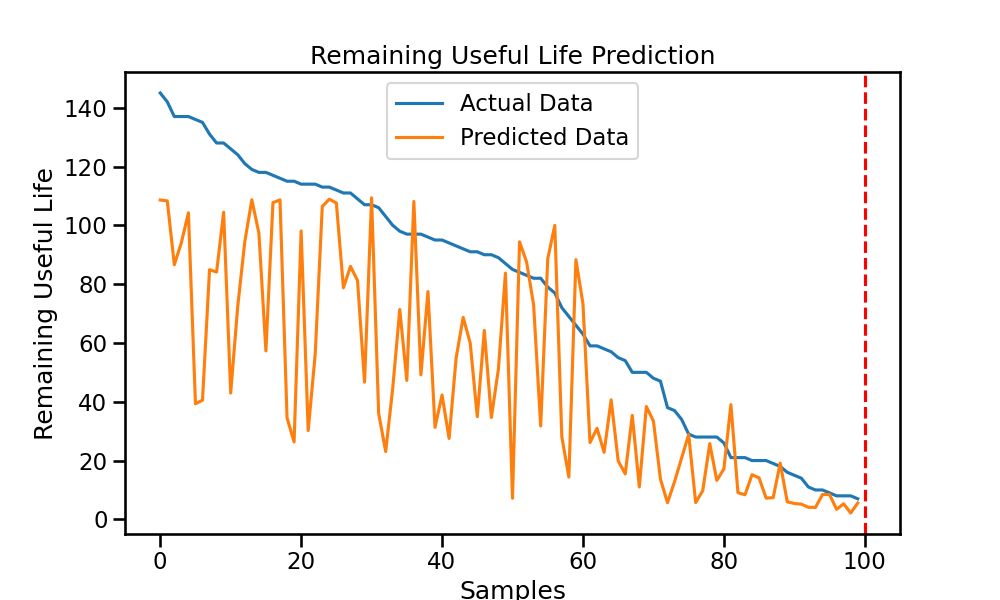 Remaining Useful Life Prediction
Actual Data
Predicted Data
Remaining Useful Life
140
120
100
80
60
40
20
0
0 20 40 60 80 100
Samples